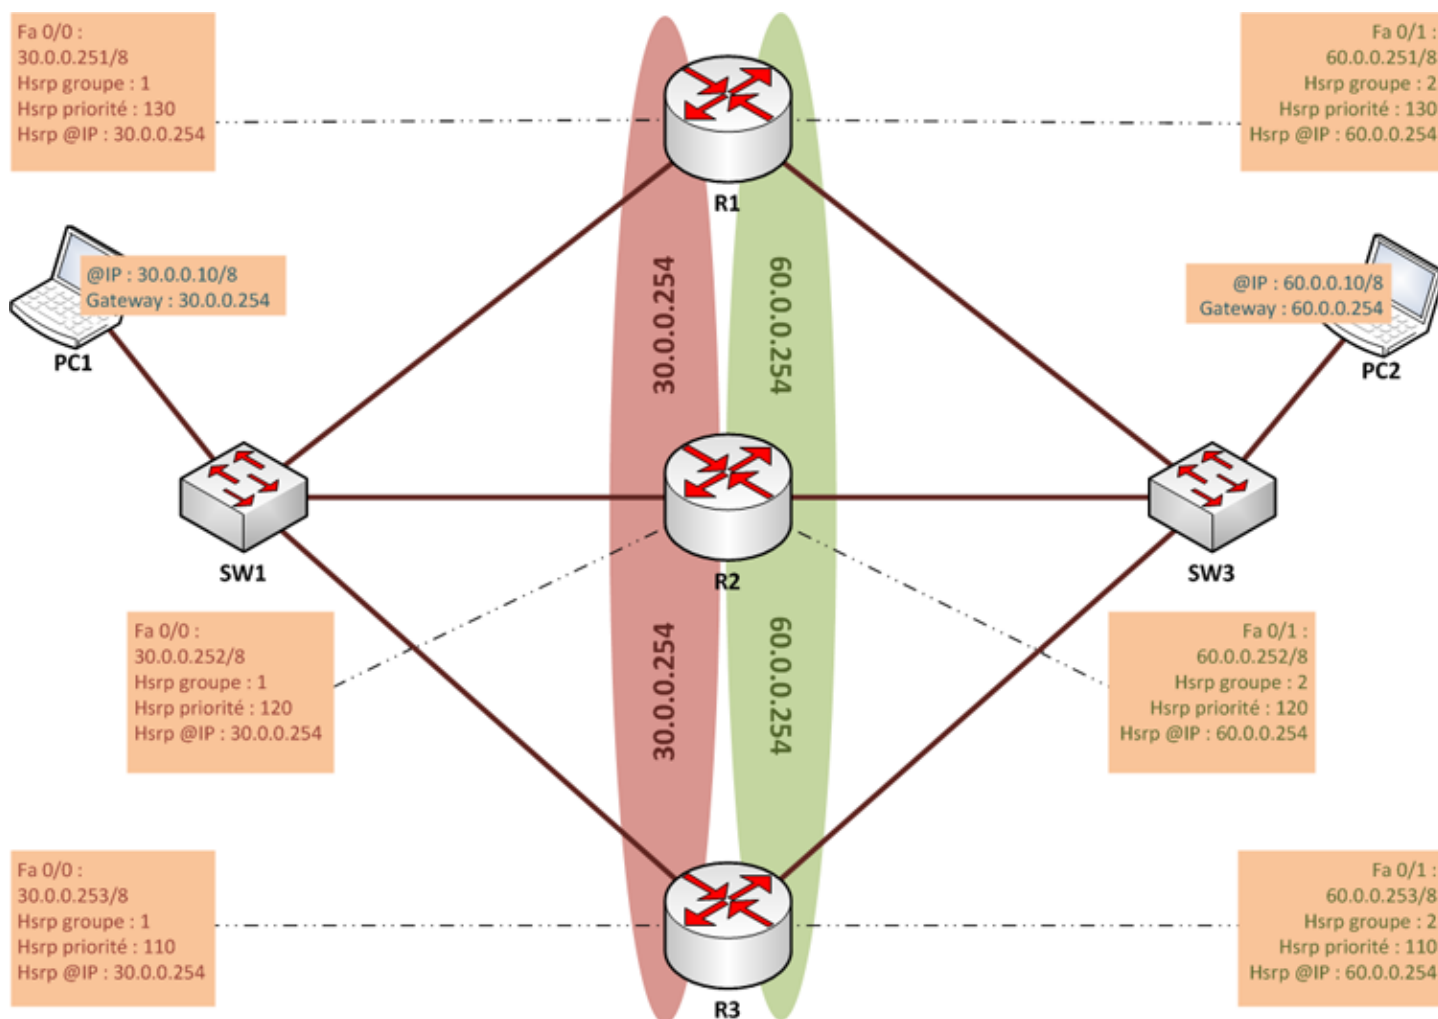 Fa 0/0 :
30.0.0.251/8
Hsrp groupe : 1
Hsrp priorité : 130
Hsrp @IP : 30.0.0.254
Fa 0/1 :
60.0.0.251/8
Hsrp groupe : 2
Hsrp priorité : 130
Hsrp @IP : 60.0.0.254
R1
@IP : 30.0.0.10/8
Gateway : 30.0.0.254
PC1
30.0.0.254
60.0.0.254
@IP : 60.0.0.10/8
Gateway : 60.0.0.254
PC2
SW1
R2
SW3
Fa 0/0 :
30.0.0.252/8
Hsrp groupe : 1
Hsrp priorité : 120
Hsrp @IP : 30.0.0.254
30.0.0.254
60.0.0.254
Fa 0/1 :
60.0.0.252/8
Hsrp groupe : 2
Hsrp priorité : 120
Hsrp @IP : 60.0.0.254
Fa 0/0 :
30.0.0.253/8
Hsrp groupe : 1
Hsrp priorité : 110
Hsrp @IP : 30.0.0.254
R3
Fa 0/1 :
60.0.0.253/8
Hsrp groupe : 2
Hsrp priorité : 110
Hsrp @IP : 60.0.0.254